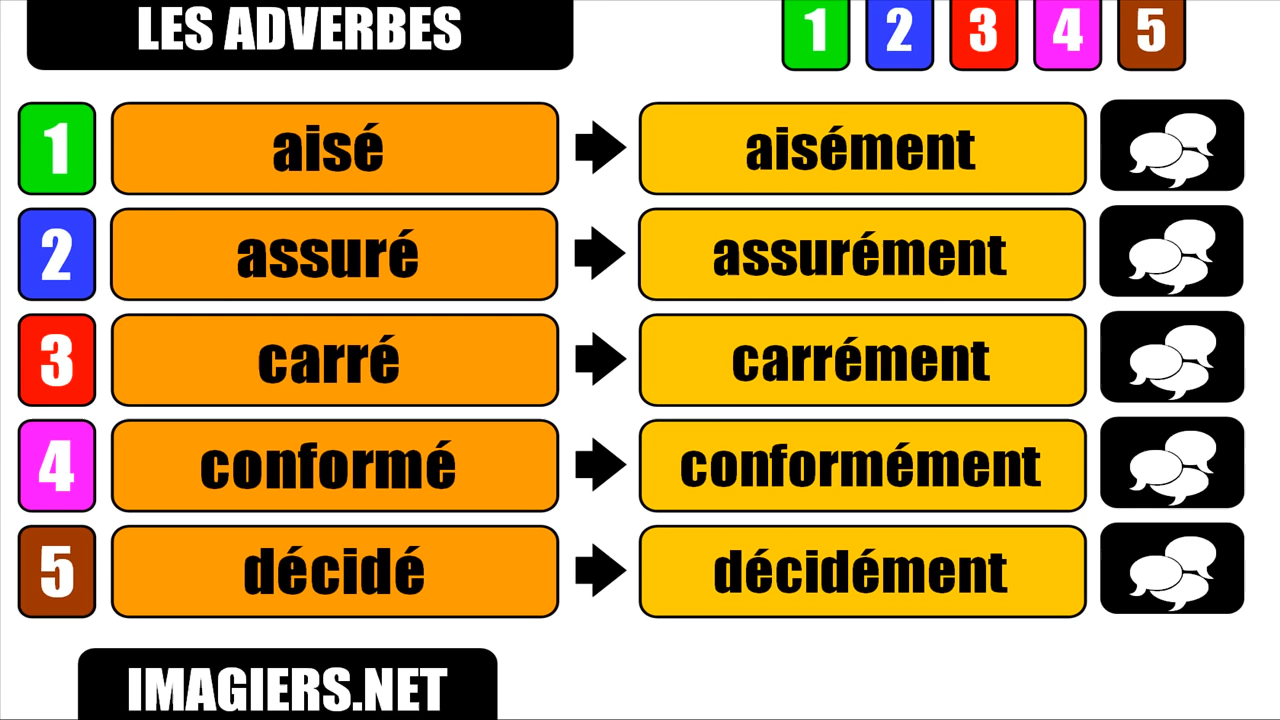 LES ADVERBES 1 2 3 4 5
1 aisé aisément
2 assuré assurément
3 carré carrément
4 conformé conformément
5 décidé décidément
IMAGIERS.NET